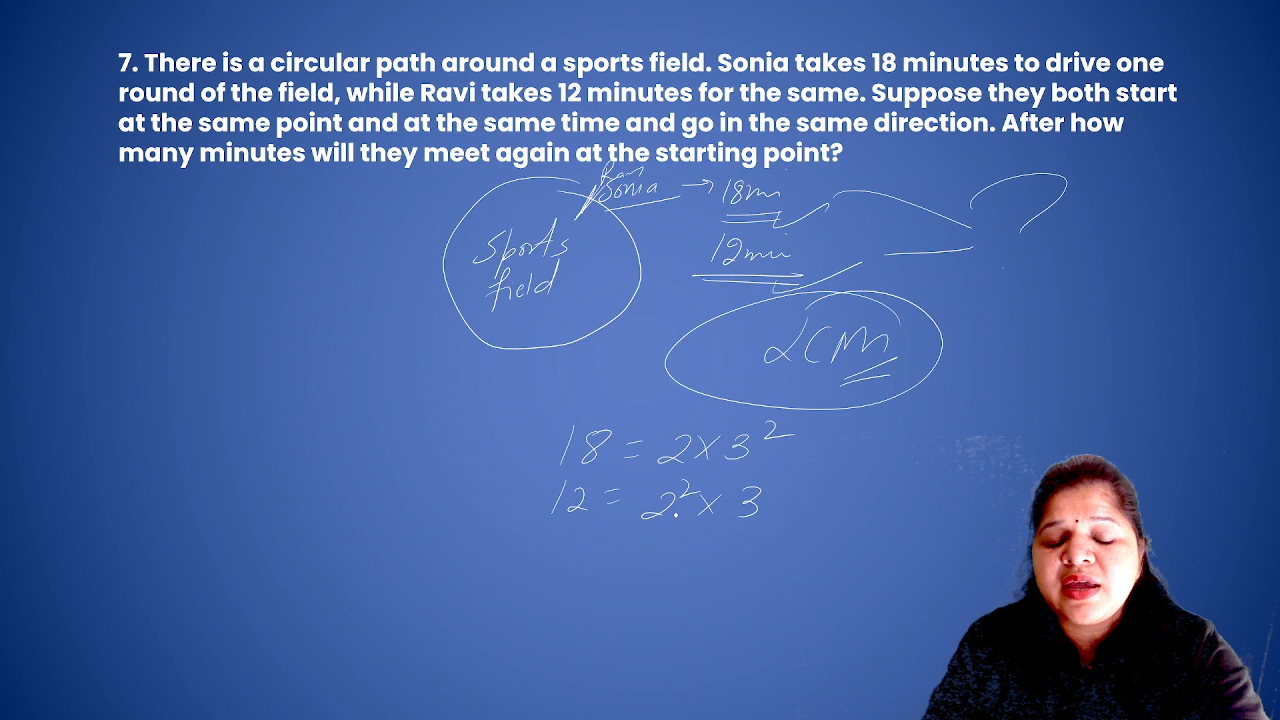 7. There is a circular path around a sports field. Sonia takes 18 minutes to drive one
round of the field, while Ravi takes 12 minutes for the same. Suppose they both start
at the same point and at the same time and go in the same direction. After how
many minutes will they meet again at the starting point?
Ravi
Sonia → 18min
Sports
field
12min
?
LCM
18 = 2 × 3²
12 = 2² × 3